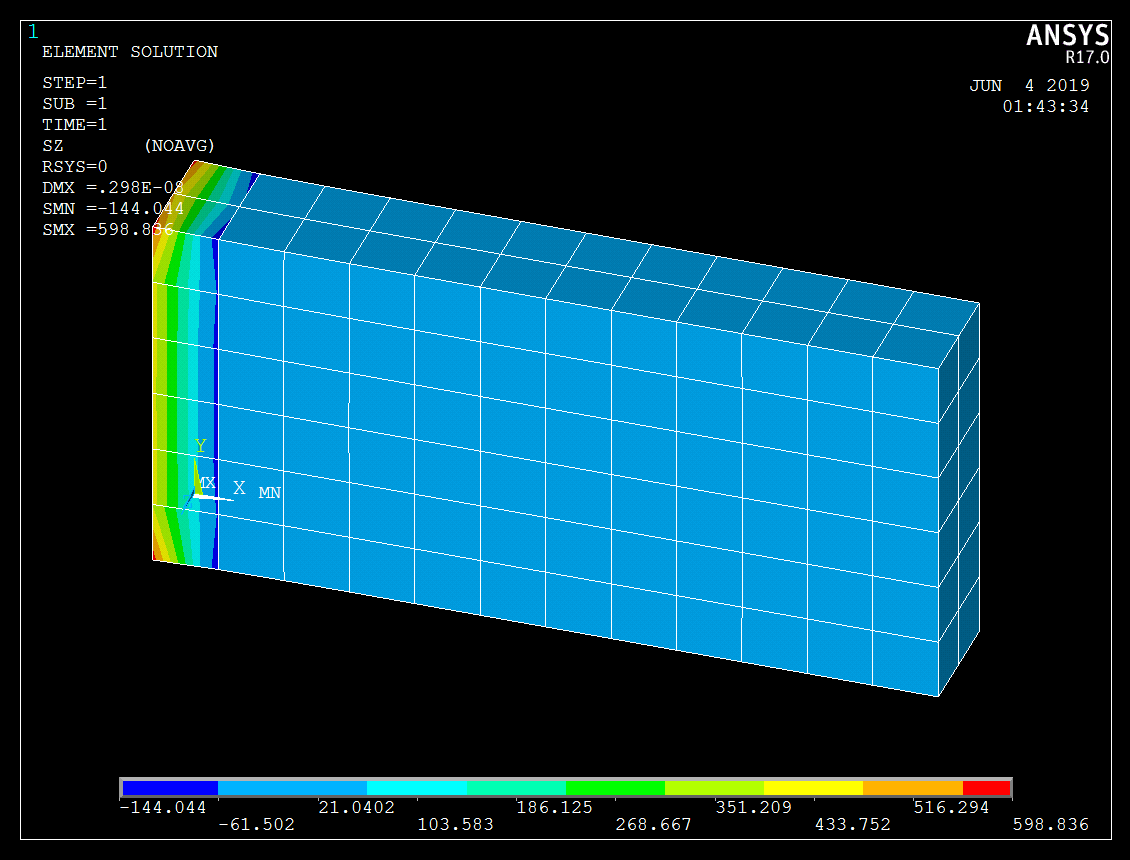 1
ELEMENT SOLUTION
ANSYS
R17.0
STEP=1
SUB =1
TIME=1
SZ (NOAVG)
RSYS=0
DMX =.298E-08
SMN =-144.044
SMX =598.836
JUN 4 2019
01:43:34
Y
MX X MN
-144.044 21.0402 186.125 351.209 516.294
-61.502 103.583 268.667 433.752 598.836